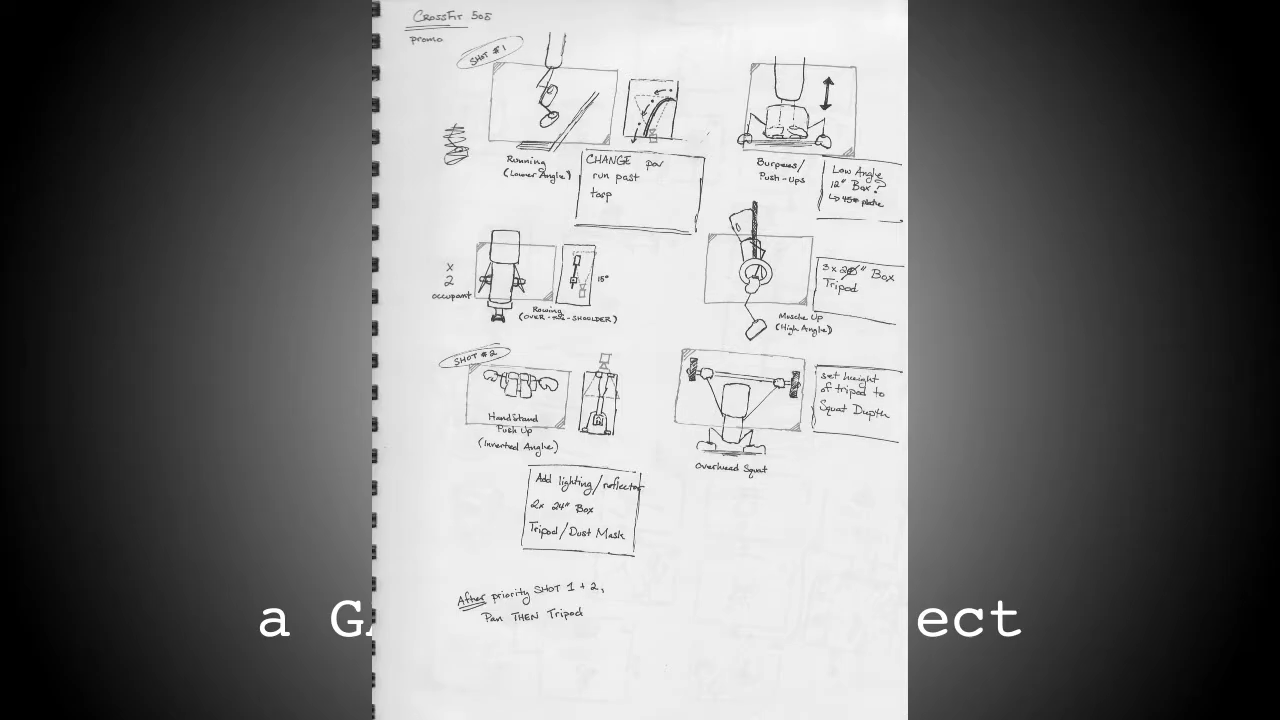 CROSSFIT 505
promo
SHOT #1
Running
(Lower Angle)
CHANGE pov
run past
tarp
Burpees/
Push-Ups
Low Angle
12" Box?
↳ 45# plate
x
2
occupant
Rowing
(OVER-THE-SHOULDER)
15°
Muscle Up
(High Angle)
Box
Tripod
SHOT #2
Handstand
Push Up
(Inverted Angle)
Overhead Squat
set height
of tripod to
Squat Depth
Add lighting/reflector
2x 24" Box
Tripod/Dust Mask
After priority SHOT 1 + 2,
Pan THEN Tripod
a G
ect